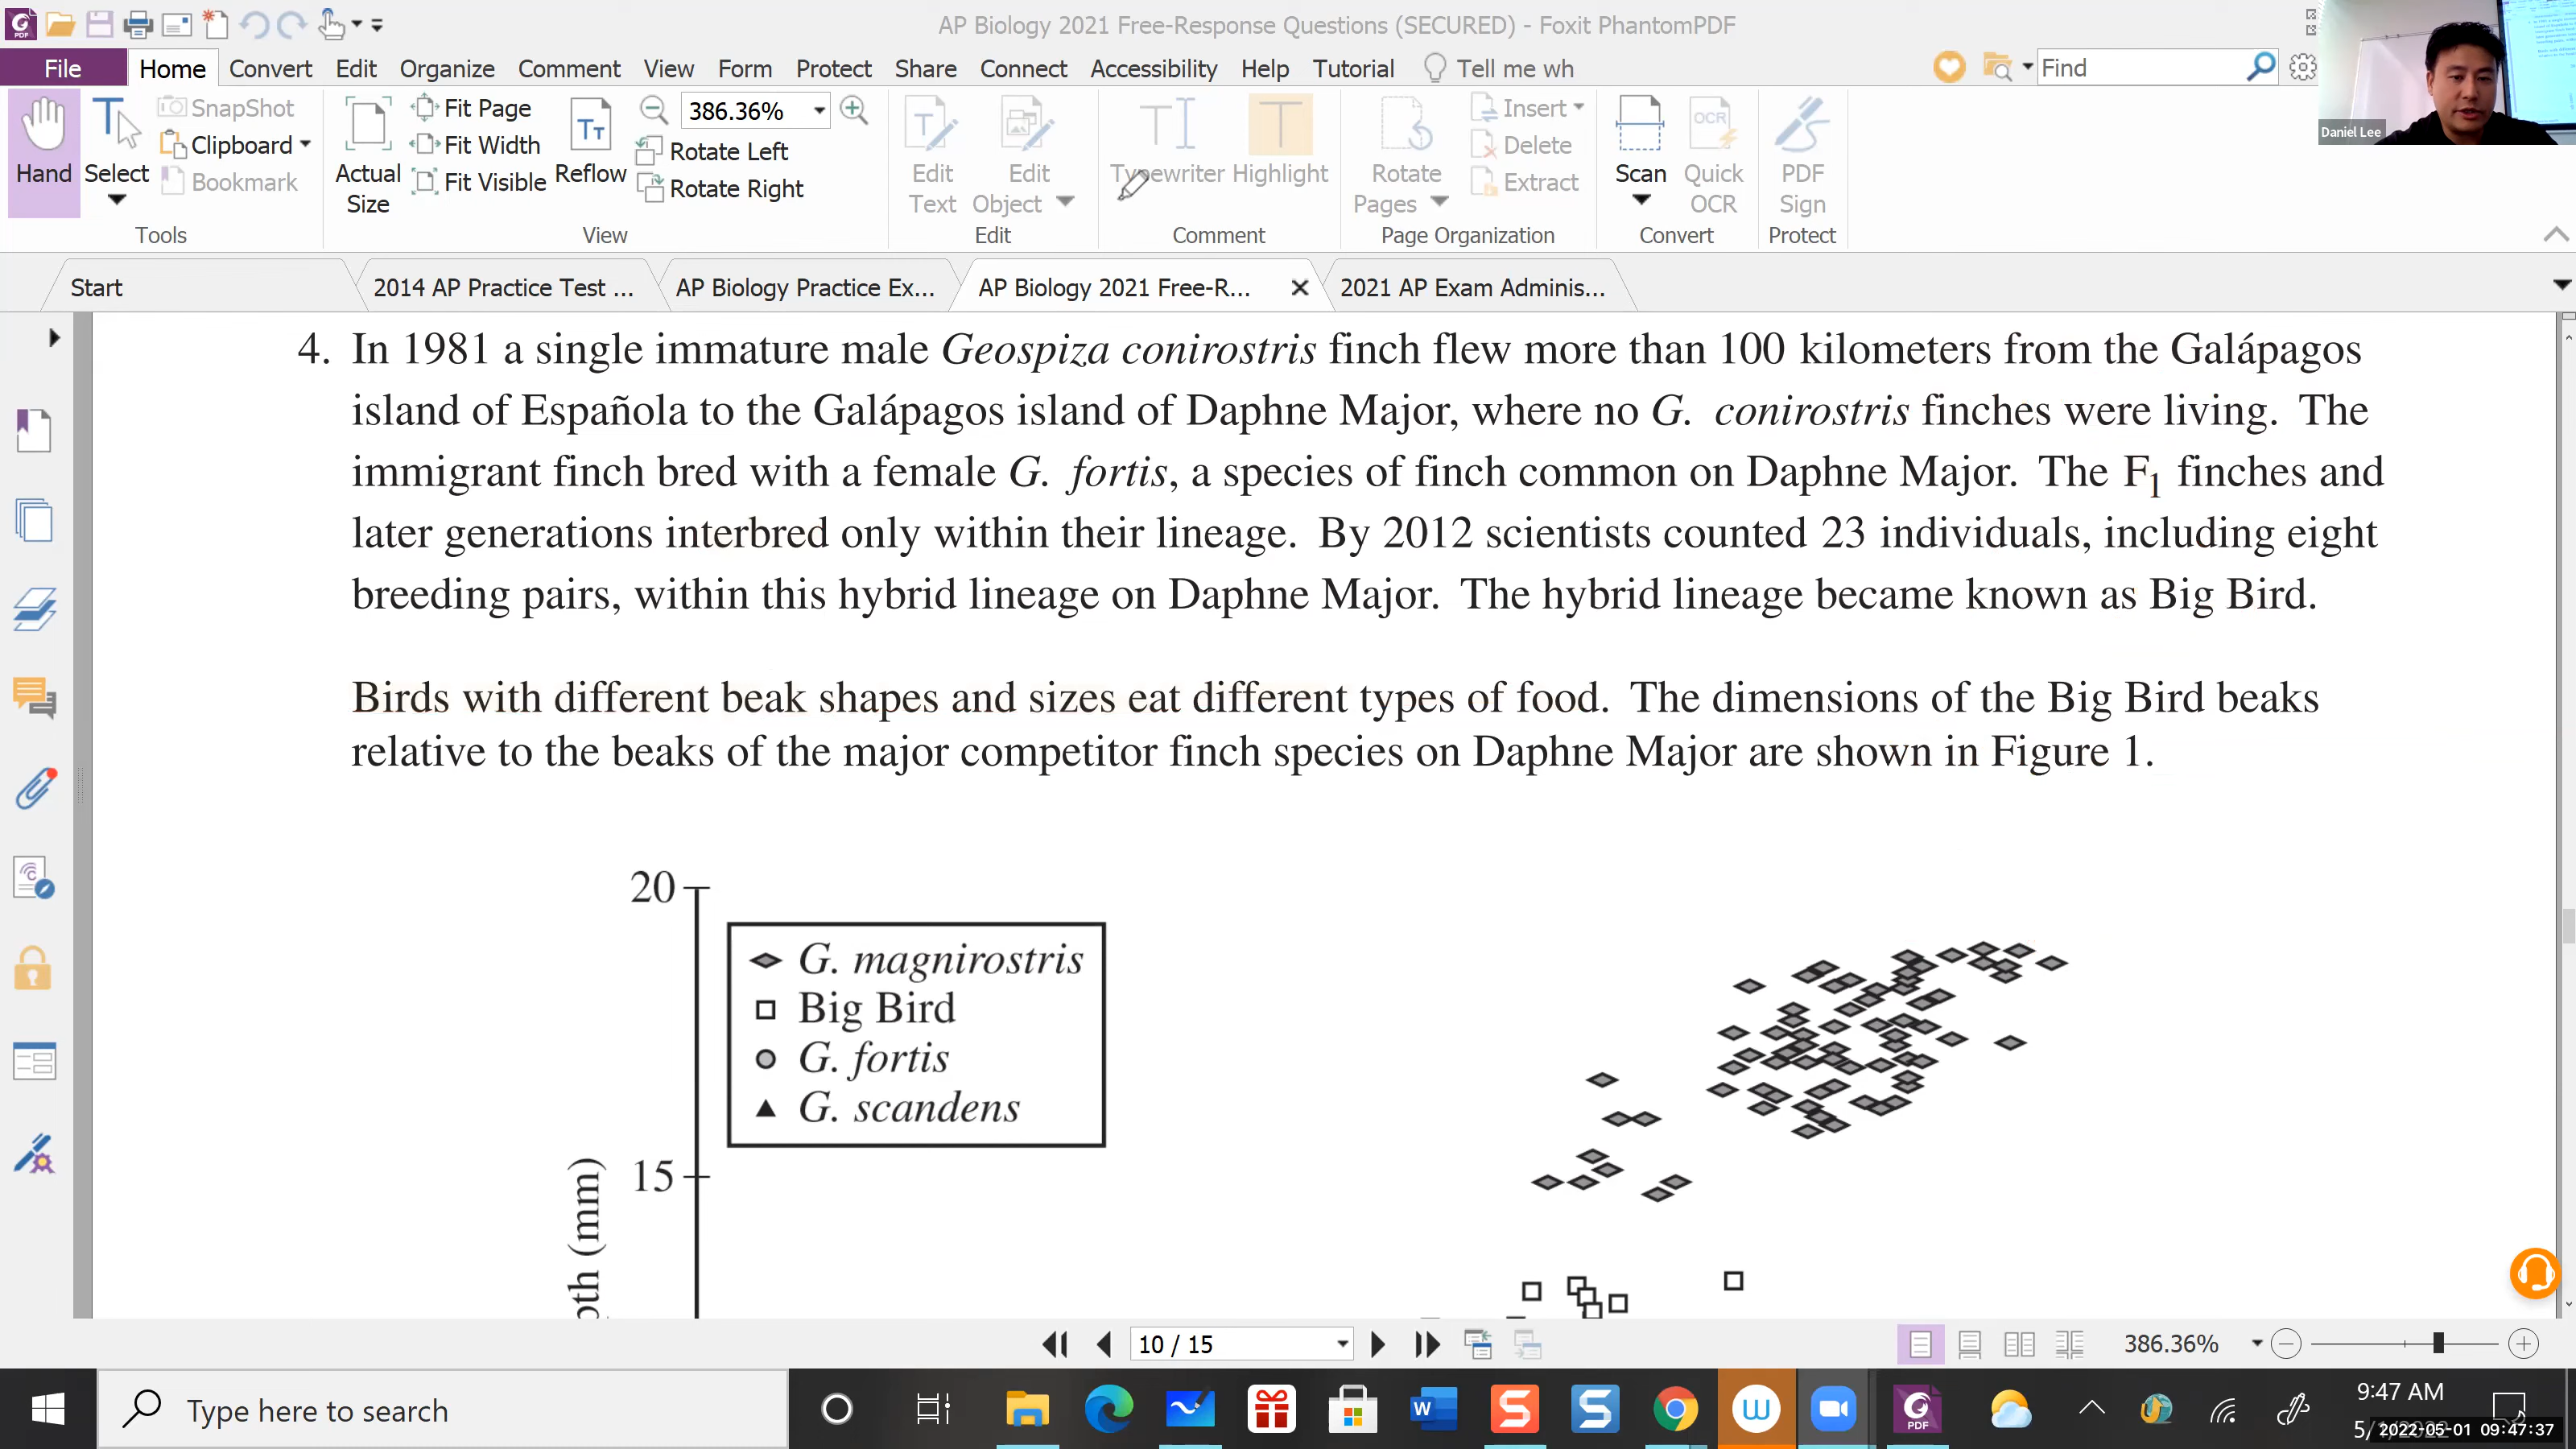 AP Biology 2021 Free-Response Questions (SECURED) - Foxit PhantomPDF
File Home Convert Edit Organize Comment View Form Protect Share Connect Accessibility Help Tutorial Tell me wh Find
Hand
Select
SnapShot
Clipboard
Bookmark
Tools
Actual Size
Fit Page
Fit Width
Fit Visible
Reflow
386.36%
Rotate Left
Rotate Right
View
Edit Text
Edit Object
Edit
Typewriter
Highlight
Comment
Rotate Pages
Insert
Delete
Extract
Page Organization
Scan
Quick OCR
Convert
PDF Sign
Protect
Daniel Lee
Start
2014 AP Practice Test ...
AP Biology Practice Ex...
AP Biology 2021 Free-R...
2021 AP Exam Adminis...
4. In 1981 a single immature male Geospiza conirostris finch flew more than 100 kilometers from the Galápagos
island of Española to the Galápagos island of Daphne Major, where no G. conirostris finches were living. The
immigrant finch bred with a female G. fortis, a species of finch common on Daphne Major. The F1 finches and
later generations interbred only within their lineage. By 2012 scientists counted 23 individuals, including eight
breeding pairs, within this hybrid lineage on Daphne Major. The hybrid lineage became known as Big Bird.
Birds with different beak shapes and sizes eat different types of food. The dimensions of the Big Bird beaks
relative to the beaks of the major competitor finch species on Daphne Major are shown in Figure 1.
20
G. magnirostris
Big Bird
G. fortis
G. scandens
15
(mm)
10 / 15
386.36%
Type here to search
9:47 AM
2022-05-01 09:47:37